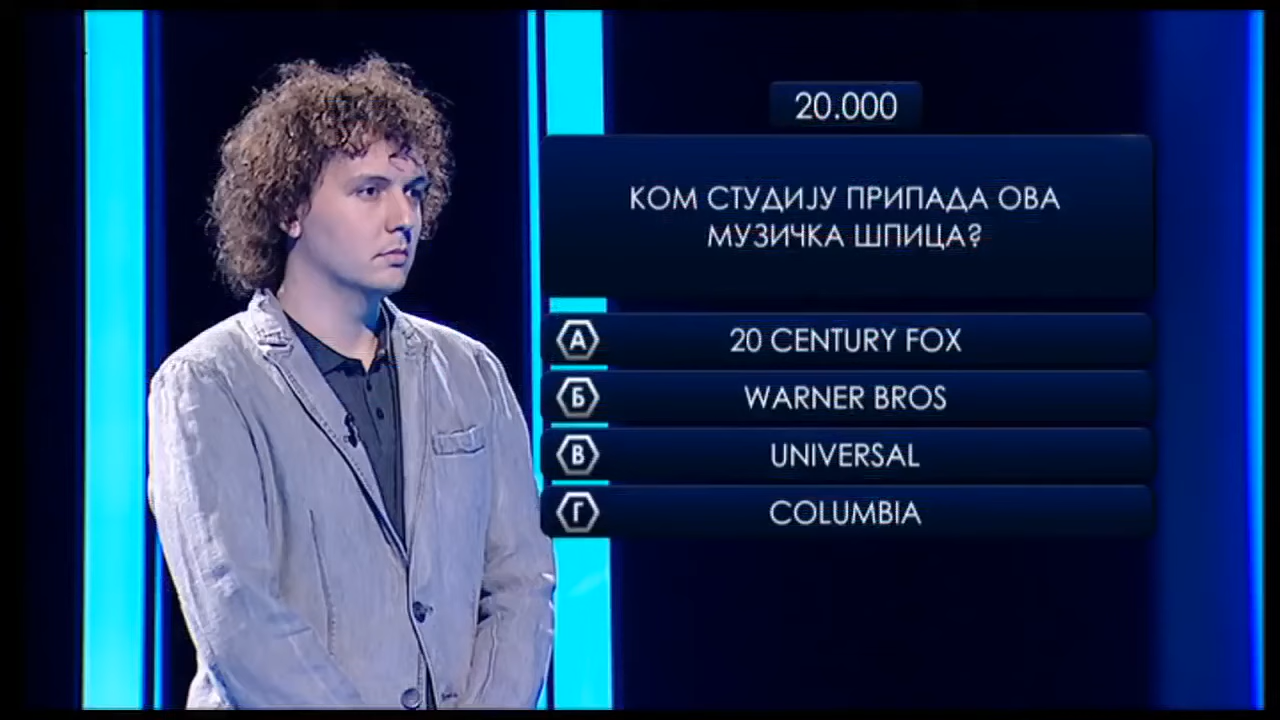 20.000
КОМ СТУДИЈУ ПРИПАДА ОВА
МУЗИЧКА ШПИЦА?
А 20 CENTURY FOX
Б WARNER BROS
В UNIVERSAL
Г COLUMBIA